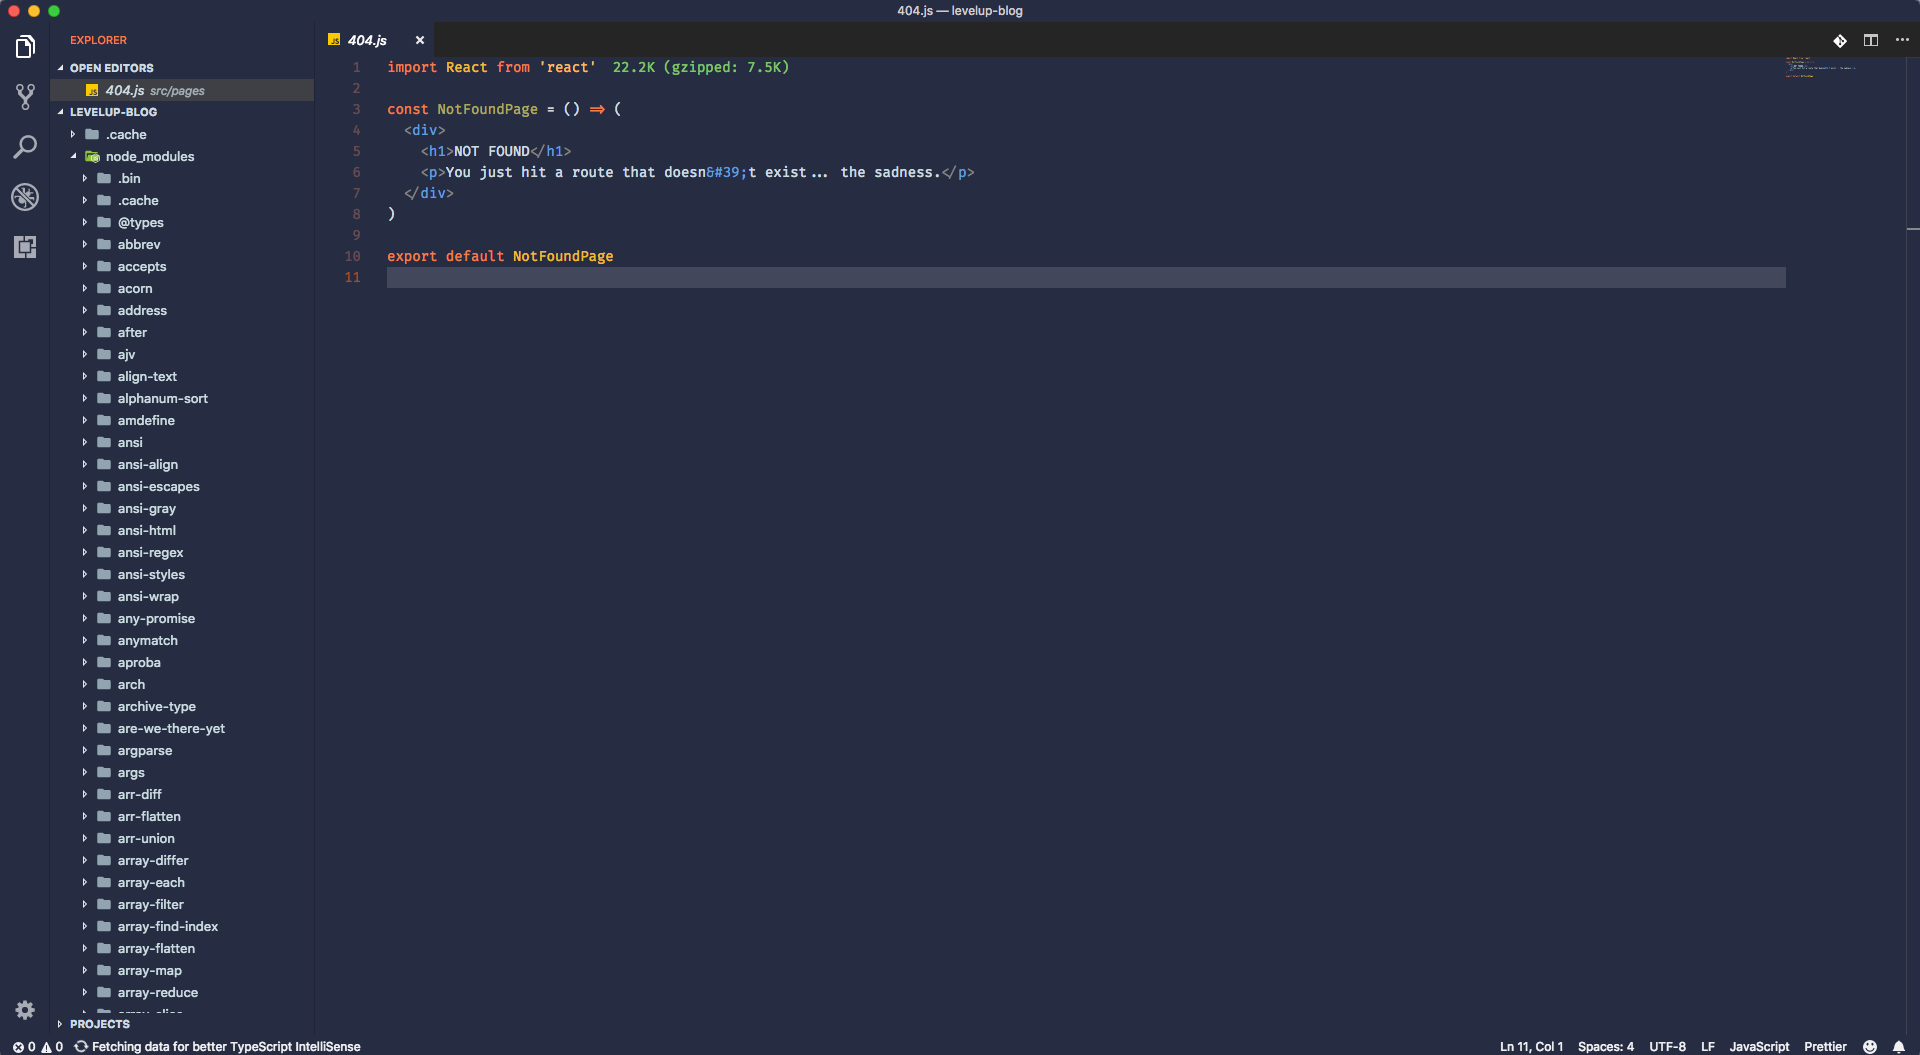 404.js — levelup-blog
EXPLORER
OPEN EDITORS
404.js src/pages
LEVELUP-BLOG
.cache
node_modules
.bin
.cache
@types
abbrev
accepts
acorn
address
after
ajv
align-text
alphanum-sort
amdefine
ansi
ansi-align
ansi-escapes
ansi-gray
ansi-html
ansi-regex
ansi-styles
ansi-wrap
any-promise
anymatch
aproba
arch
archive-type
are-we-there-yet
argparse
args
arr-diff
arr-flatten
arr-union
array-differ
array-each
array-filter
array-find-index
array-flatten
array-map
array-reduce
PROJECTS
JS 404.js ×
1 import React from 'react' 22.2K (gzipped: 7.5K)
2
3 const NotFoundPage = () => (
4 <div>
5 <h1>NOT FOUND</h1>
6 <p>You just hit a route that doesn&#39;t exist... the sadness.</p>
7 </div>
8 )
9
10 export default NotFoundPage
11
0 0 Fetching data for better TypeScript IntelliSense
Ln 11, Col 1 Spaces: 4 UTF-8 LF JavaScript Prettier